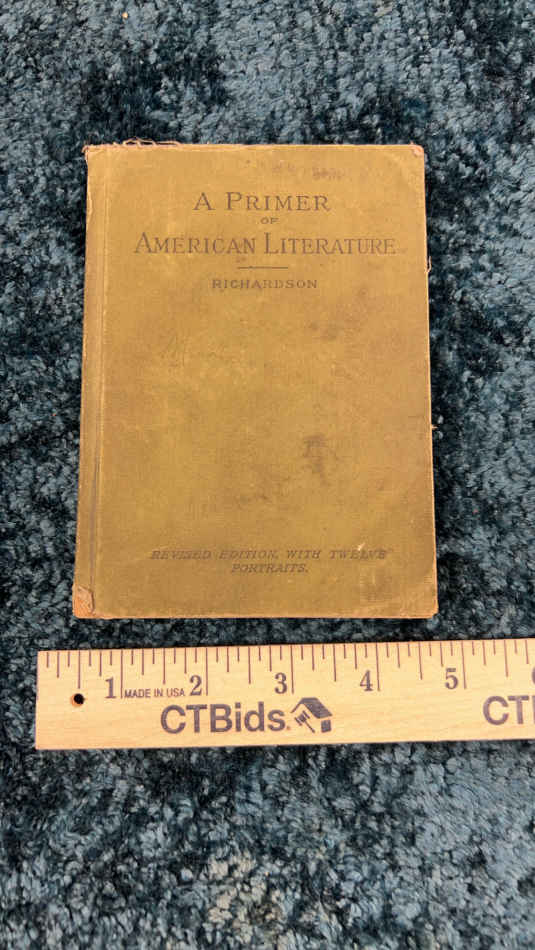 A PRIMER
OF
AMERICAN LITERATURE
RICHARDSON
REVISED EDITION, WITH TWELVE
PORTRAITS.
1 MADE IN USA 2 3 4 5
CTBids